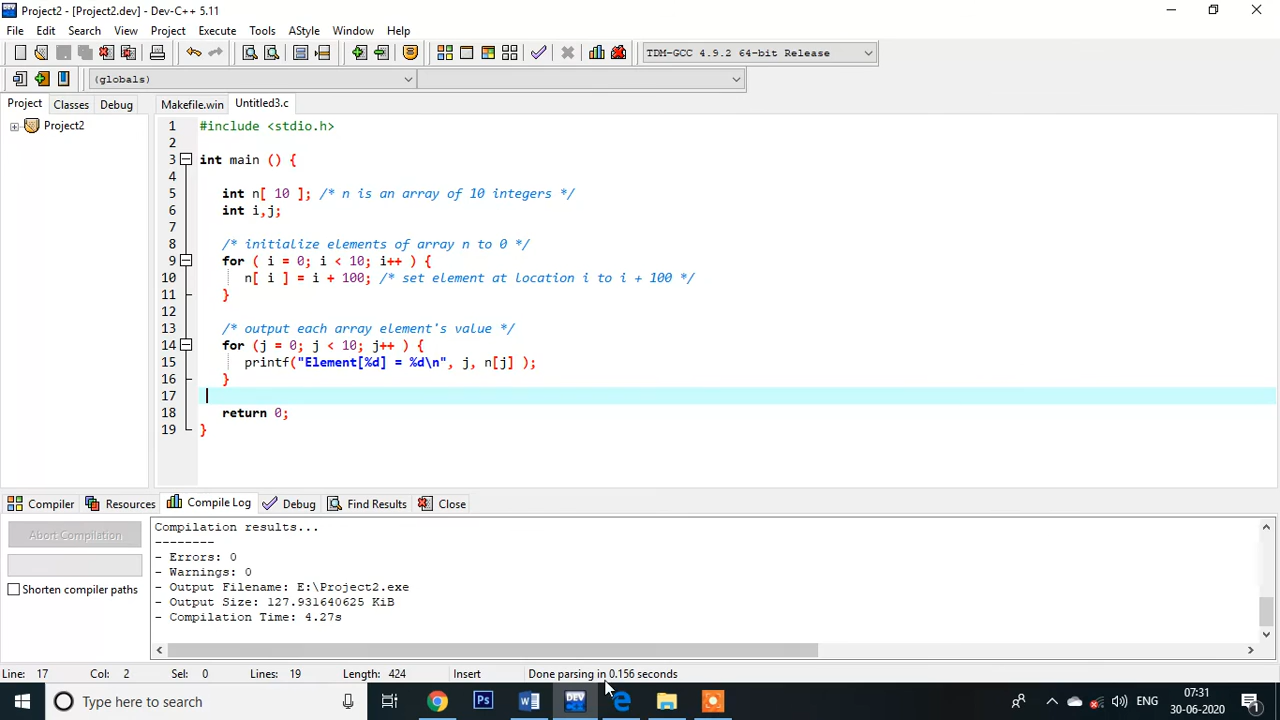 Project2 - [Project2.dev] - Dev-C++ 5.11
File Edit Search View Project Execute Tools AStyle Window Help
TDM-GCC 4.9.2 64-bit Release
(globals)
Project Classes Debug Makefile.win Untitled3.c
Project2
1 #include <stdio.h>
2
3 int main () {
4
5 int n[ 10 ]; /* n is an array of 10 integers */
6 int i,j;
7
8 /* initialize elements of array n to 0 */
9 for ( i = 0; i < 10; i++ ) {
10 n[ i ] = i + 100; /* set element at location i to i + 100 */
11 }
12
13 /* output each array element's value */
14 for (j = 0; j < 10; j++ ) {
15 printf("Element[%d] = %d\n", j, n[j] );
16 }
17
18 return 0;
19 }
Compiler Resources Compile Log Debug Find Results Close
Abort Compilation
Shorten compiler paths
Compilation results...
--------
- Errors: 0
- Warnings: 0
- Output Filename: E:\Project2.exe
- Output Size: 127.931640625 KiB
- Compilation Time: 4.27s
Line: 17 Col: 2 Sel: 0 Lines: 19 Length: 424 Insert Done parsing in 0.156 seconds
Type here to search
Ps
W
DEV
ENG
07:31
30-06-2020
1